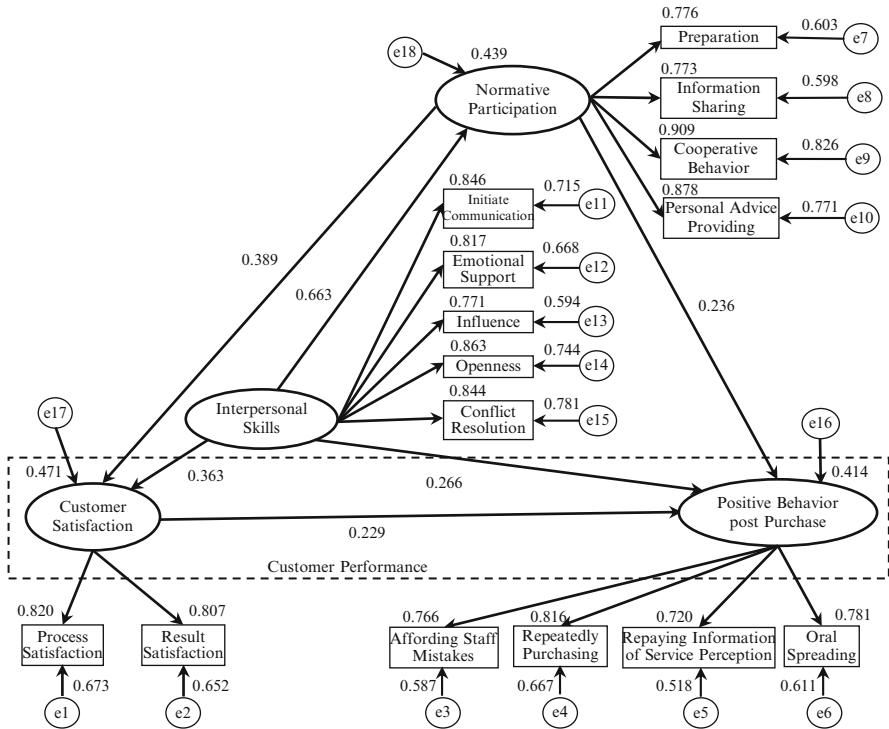 0.776
Preparation
0.603
e7
e18
0.439
Normative
Participation
0.773
Information
Sharing
0.598
e8
0.909
Cooperative
Behavior
0.826
e9
0.878
Personal Advice
Providing
0.771
e10
0.846
Initiate
Communication
0.715
e11
0.817
Emotional
Support
0.668
e12
0.771
Influence
0.594
e13
0.863
Openness
0.744
e14
0.844
Conflict
Resolution
0.781
e15
0.389
0.663
0.236
Interpersonal
Skills
e17
e16
0.471
0.363
0.266
0.414
Customer
Satisfaction
Positive Behavior
post Purchase
0.229
Customer Performance
0.820
Process
Satisfaction
0.673
e1
0.807
Result
Satisfaction
0.652
e2
0.766
Affording Staff
Mistakes
0.587
e3
0.816
Repeatedly
Purchasing
0.667
e4
0.720
Repaying Information
of Service Perception
0.518
e5
0.781
Oral
Spreading
0.611
e6